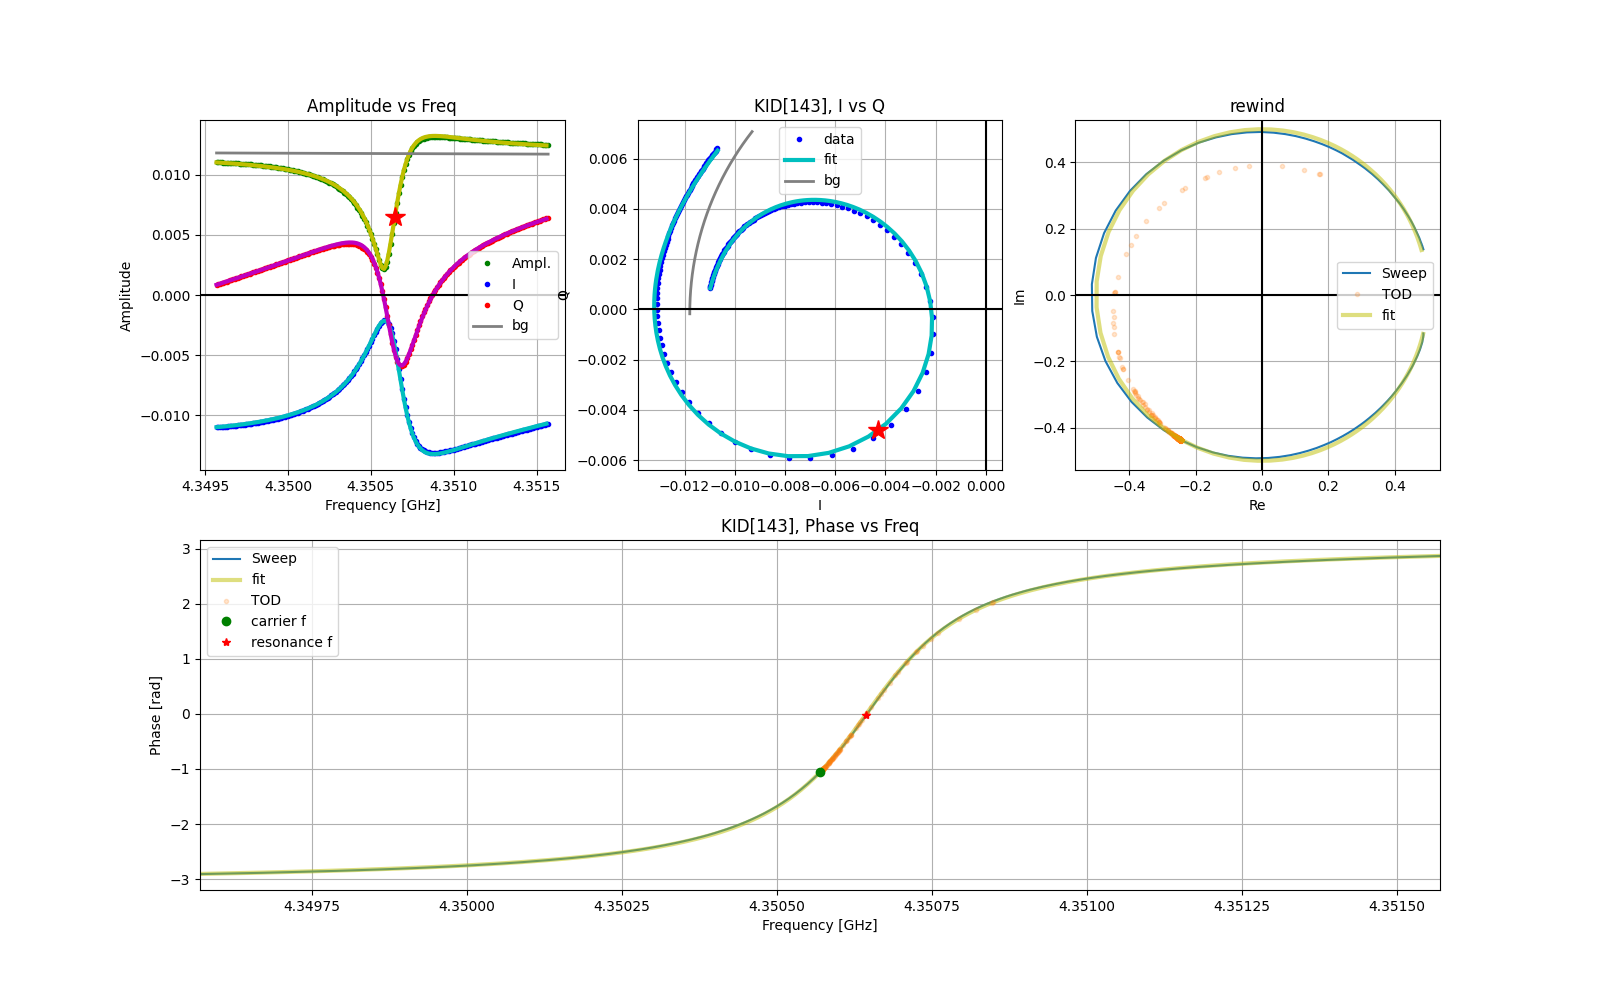 Amplitude vs Freq
Amplitude
0.010
0.005
0.000
−0.005
−0.010
4.3495 4.3500 4.3505 4.3510 4.3515
Frequency [GHz]
Ampl.
I
Q
bg
KID[143], I vs Q
Q
0.006
0.004
0.002
0.000
−0.002
−0.004
−0.006
−0.012 −0.010 −0.008 −0.006 −0.004 −0.002 0.000
I
data
fit
bg
rewind
Im
0.4
0.2
0.0
−0.2
−0.4
−0.4 −0.2 0.0 0.2 0.4
Re
Sweep
TOD
fit
KID[143], Phase vs Freq
Phase [rad]
3
2
1
0
−1
−2
−3
4.34975 4.35000 4.35025 4.35050 4.35075 4.35100 4.35125 4.35150
Frequency [GHz]
Sweep
fit
TOD
carrier f
resonance f